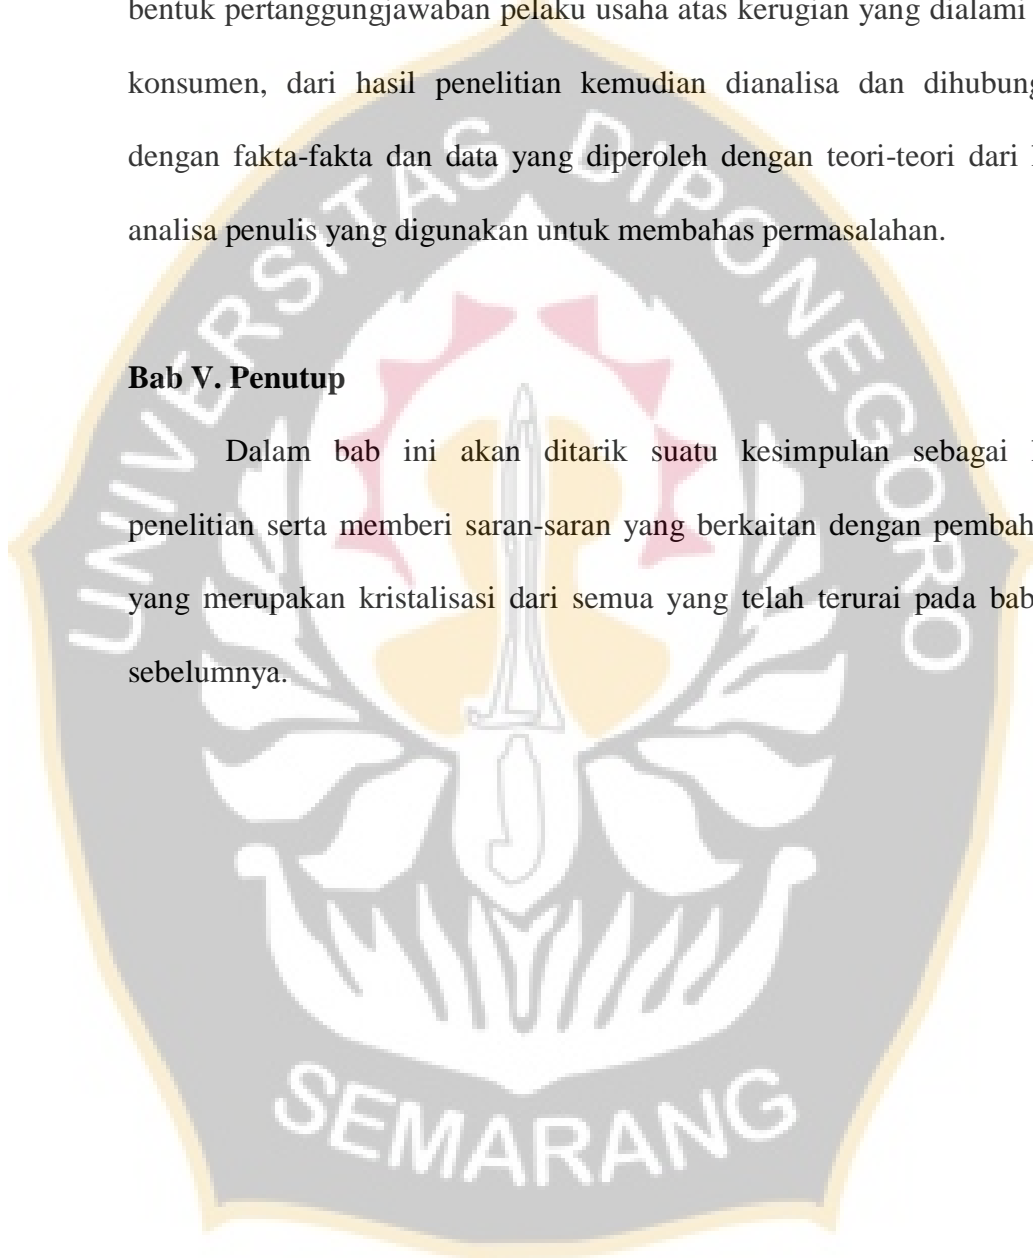 bentuk pertanggungjawaban pelaku usaha atas kerugian yang dialami
konsumen, dari hasil penelitian kemudian dianalisa dan dihubung
dengan fakta-fakta dan data yang diperoleh dengan teori-teori dari
analisa penulis yang digunakan untuk membahas permasalahan.
Bab V. Penutup
Dalam bab ini akan ditarik suatu kesimpulan sebagai
penelitian serta memberi saran-saran yang berkaitan dengan pembah
yang merupakan kristalisasi dari semua yang telah terurai pada bab
sebelumnya.
UNIVERSITAS DIPONEGORO
SEMARANG